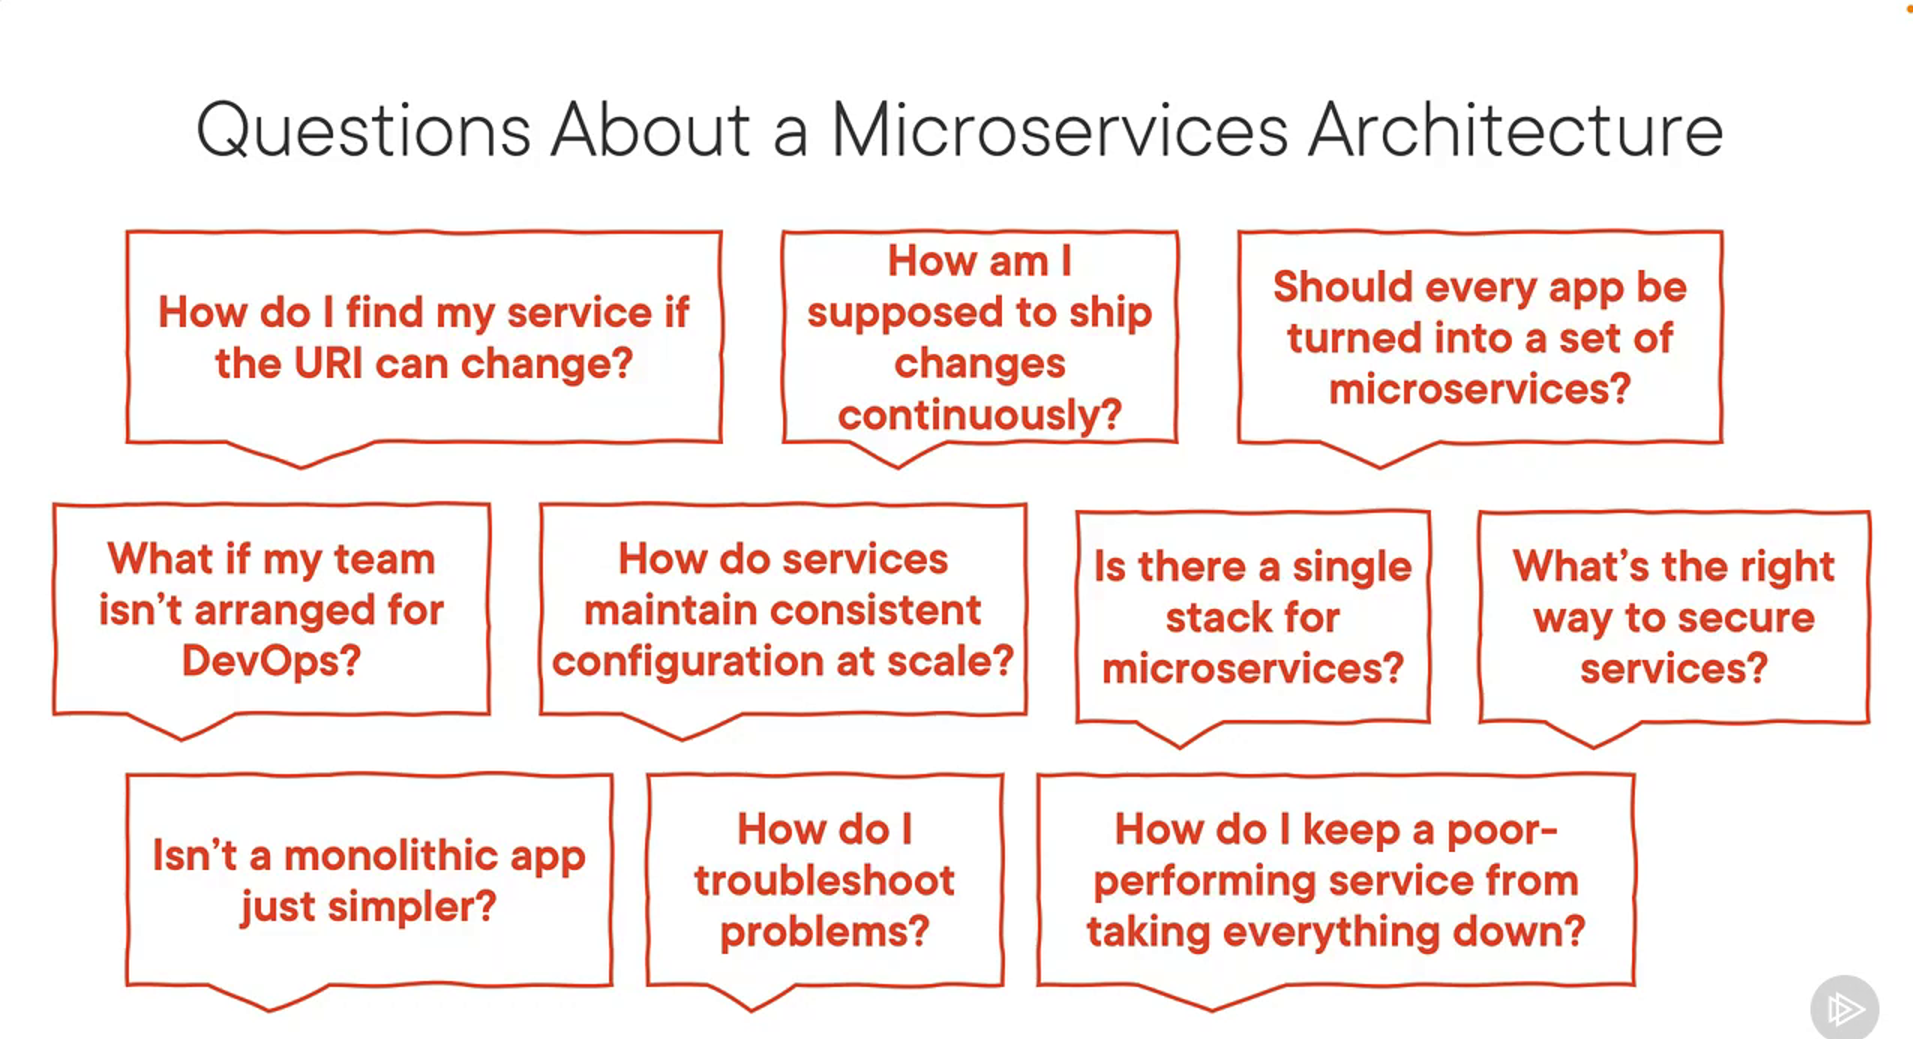 Questions About a Microservices Architecture
How do I find my service if
the URI can change?
How am I
supposed to ship
changes
continuously?
Should every app be
turned into a set of
microservices?
What if my team
isn’t arranged for
DevOps?
How do services
maintain consistent
configuration at scale?
Is there a single
stack for
microservices?
What’s the right
way to secure
services?
Isn’t a monolithic app
just simpler?
How do I
troubleshoot
problems?
How do I keep a poor-
performing service from
taking everything down?